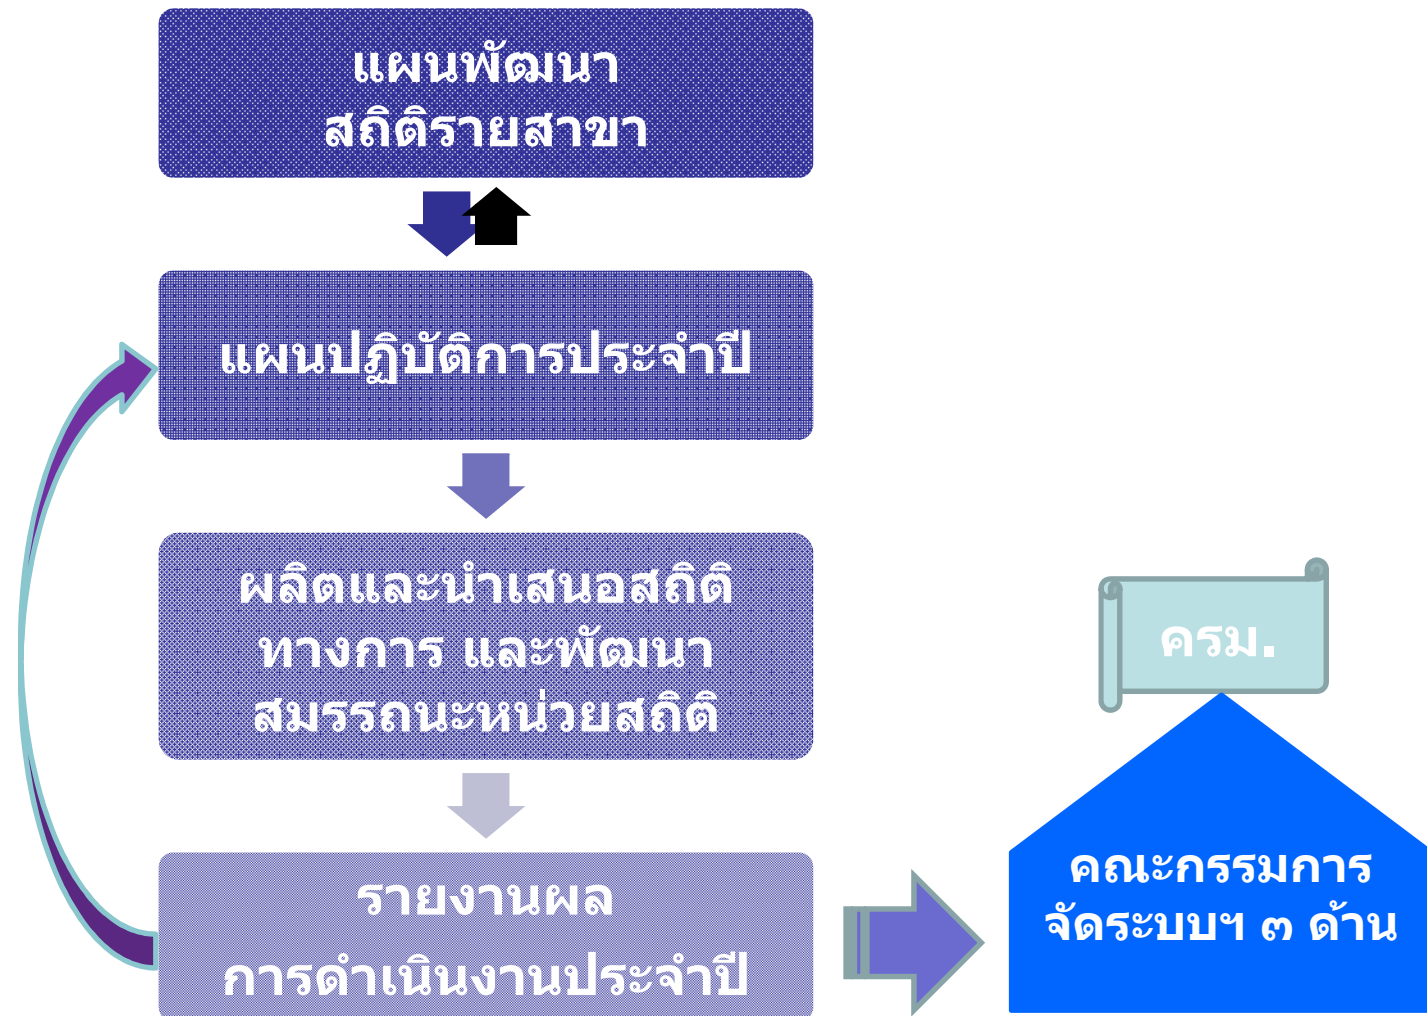 แผนพัฒนา
สถิติรายสาขา
แผนปฏิบัติการประจำปี
ผลิตและนำเสนอสถิติ
ทางการ และพัฒนา
สมรรถนะหน่วยสถิติ
รายงานผล
การดำเนินงานประจำปี
ครม.
คณะกรรมการ
จัดระบบฯ ๓ ด้าน